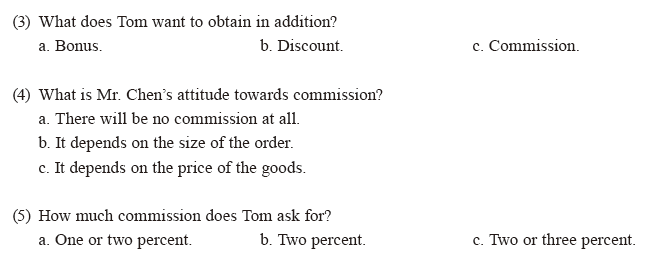 (3) What does Tom want to obtain in addition?
a. Bonus. b. Discount. c. Commission.
(4) What is Mr. Chen’s attitude towards commission?
a. There will be no commission at all.
b. It depends on the size of the order.
c. It depends on the price of the goods.
(5) How much commission does Tom ask for?
a. One or two percent. b. Two percent. c. Two or three percent.